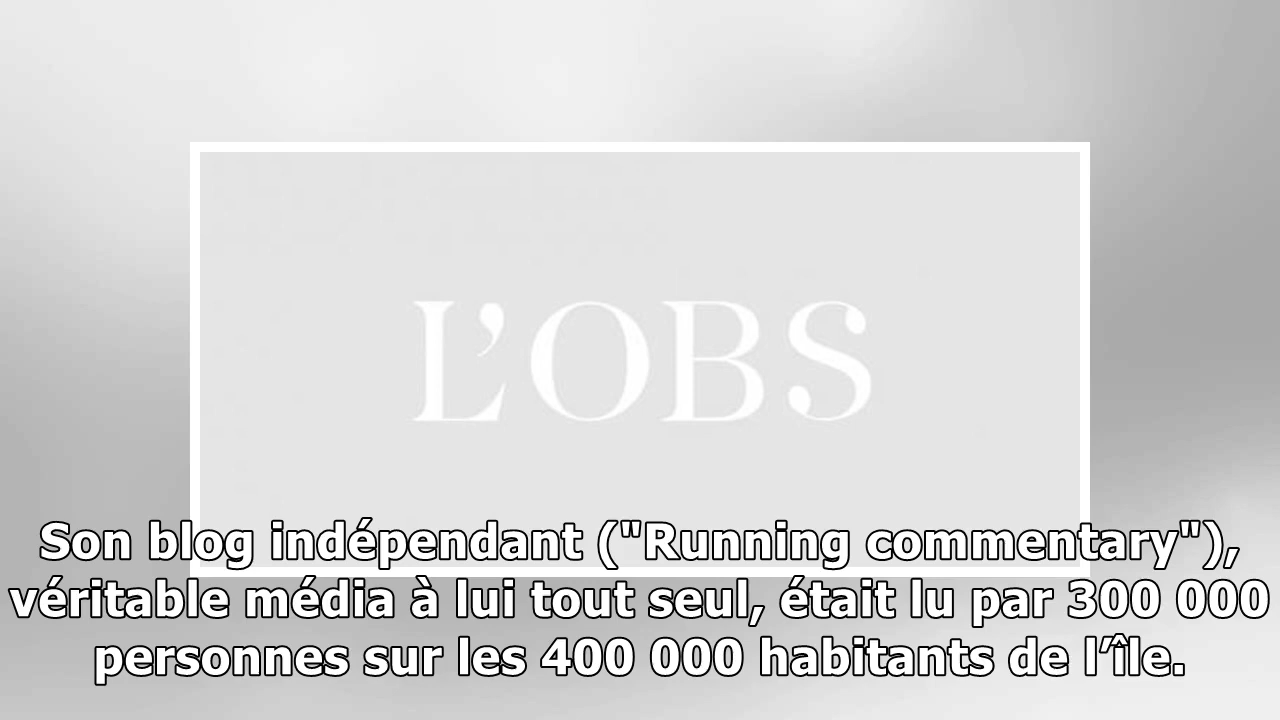 L'OBS
Son blog indépendant ("Running commentary"),
véritable média à lui tout seul, était lu par 300 000
personnes sur les 400 000 habitants de l’île.